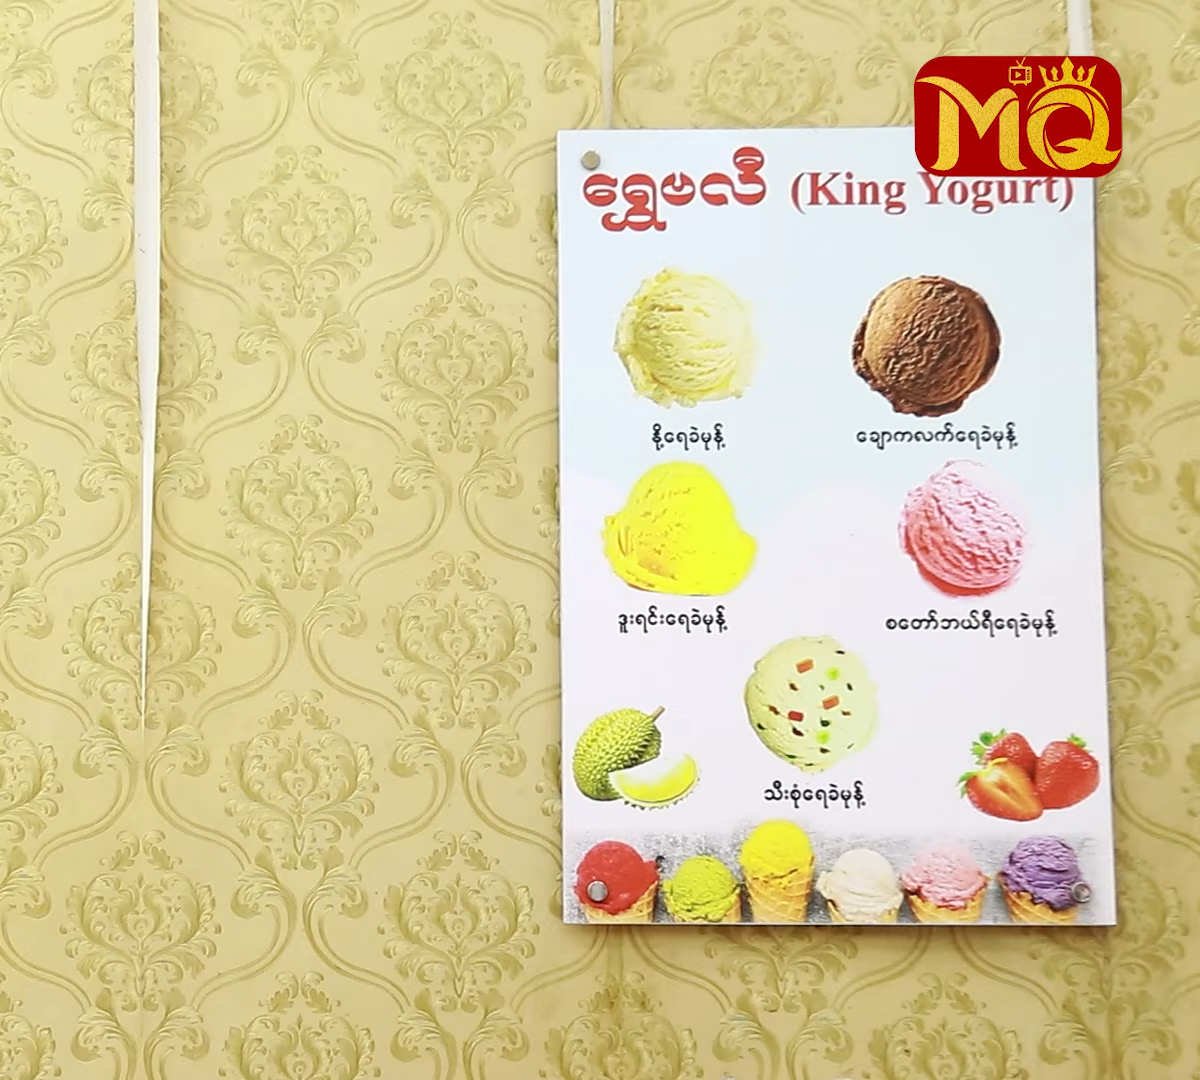 MQ
ရွှေဗလီ (King Yogurt)
နို့ရေခဲမုန့်
ချောကလက်ရေခဲမုန့်
ဒူးရင်းရေခဲမုန့်
စတော်ဘယ်ရီရေခဲမုန့်
သီးစုံရေခဲမုန့်